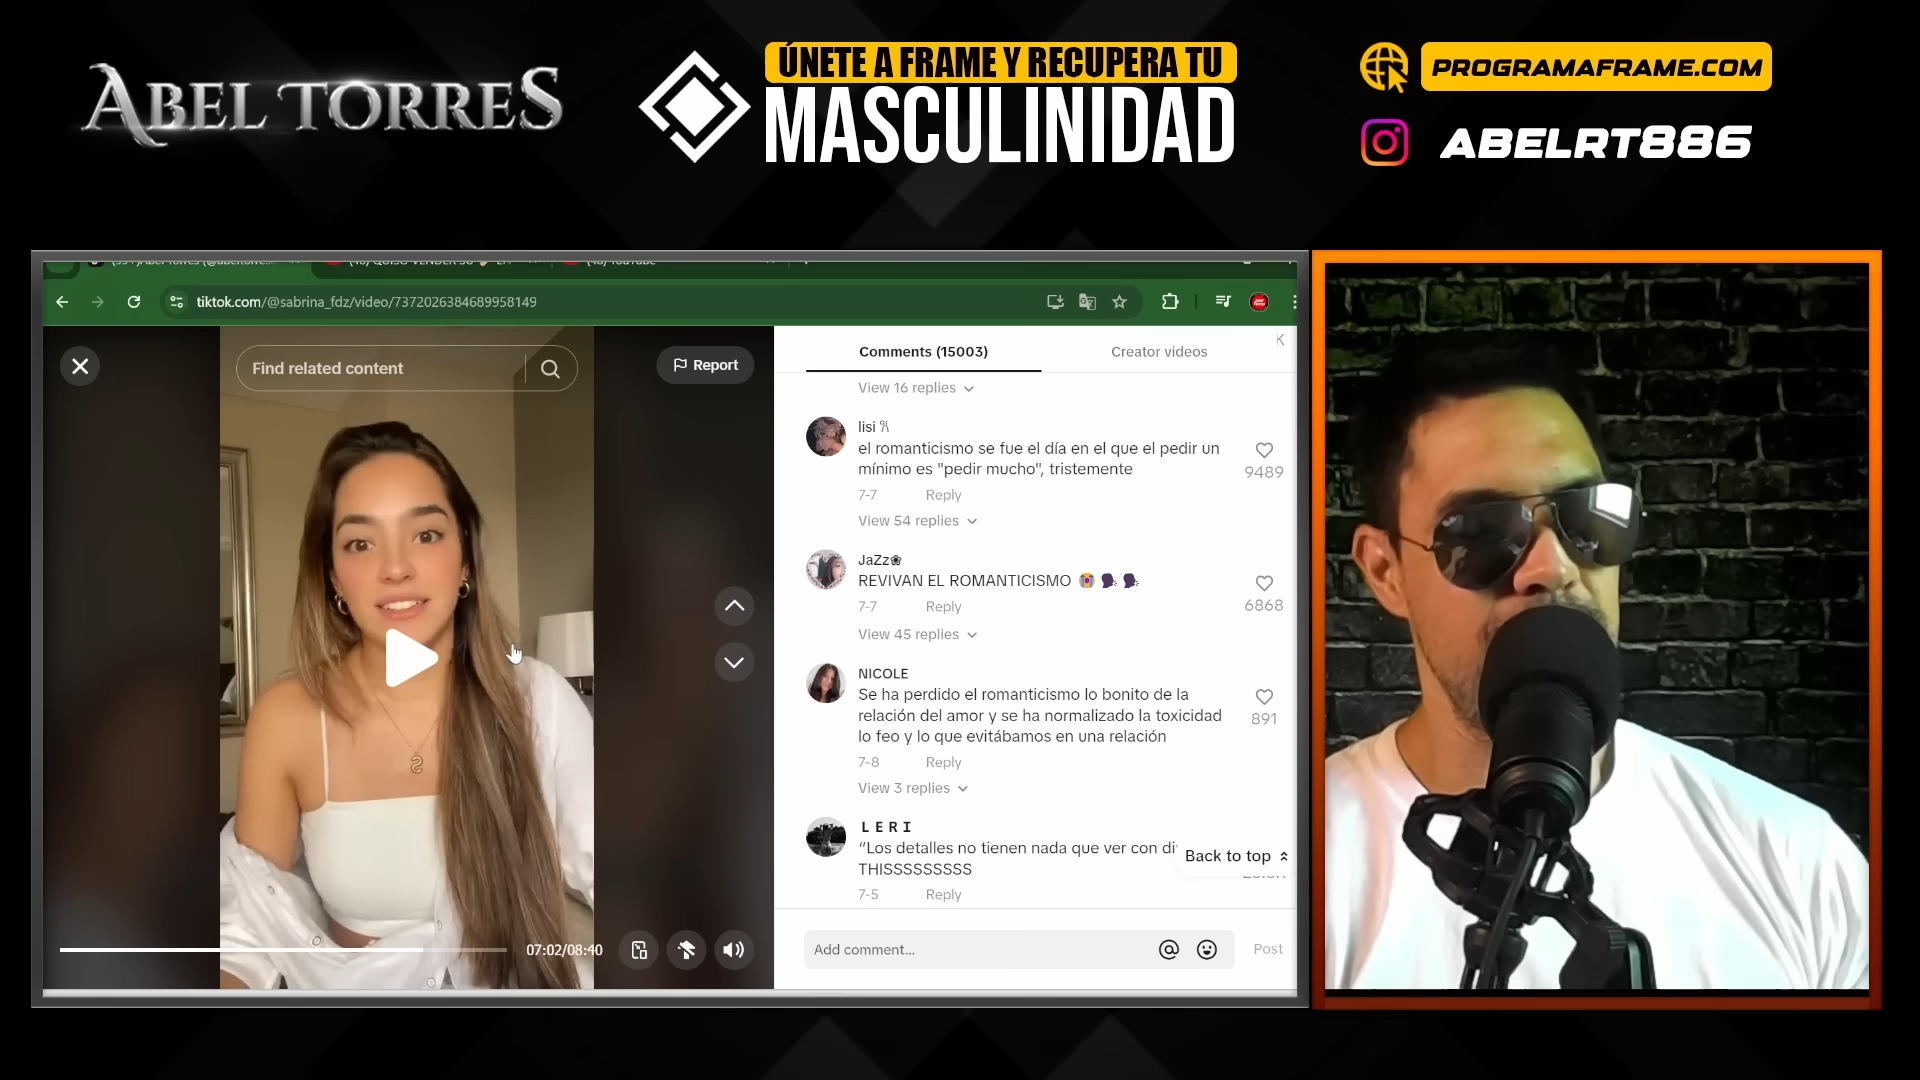 ABEL TORRES
ÚNETE A FRAME Y RECUPERA TU
MASCULINIDAD
PROGRAMAFRAME.COM
ABELRT886
tiktok.com/@sabrina_fdz/video/7372026384689958149
Find related content
Report
07:02/08:40
Comments (15003)
Creator videos
View 16 replies
lisi
el romanticismo se fue el día en el que el pedir un
mínimo es "pedir mucho", tristemente
9489
7-7 Reply
View 54 replies
JaZz❀
REVIVAN EL ROMANTICISMO 😭🗣🗣
6868
7-7 Reply
View 45 replies
NICOLE
Se ha perdido el romanticismo lo bonito de la
relación del amor y se ha normalizado la toxicidad
lo feo y lo que evitábamos en una relación
891
7-8 Reply
View 3 replies
L E R I
“Los detalles no tienen nada que ver con
THISSSSSSSSS
Back to top
7-5 Reply
Add comment...
Post